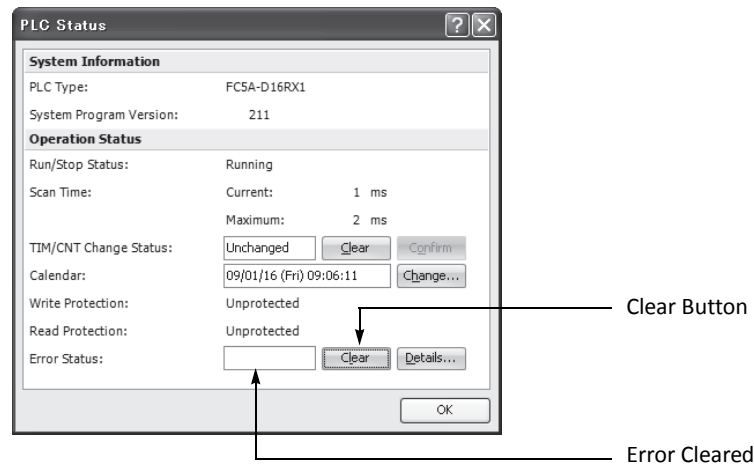 PLC Status
System Information
PLC Type: FC5A-D16RX1
System Program Version: 211
Operation Status
Run/Stop Status: Running
Scan Time: Current: 1 ms
Maximum: 2 ms
TIM/CNT Change Status: Unchanged Clear Confirm
Calendar: 09/01/16 (Fri) 09:06:11 Change...
Write Protection: Unprotected
Clear Button
Read Protection: Unprotected
Error Status: Clear Details...
OK
Error Cleared